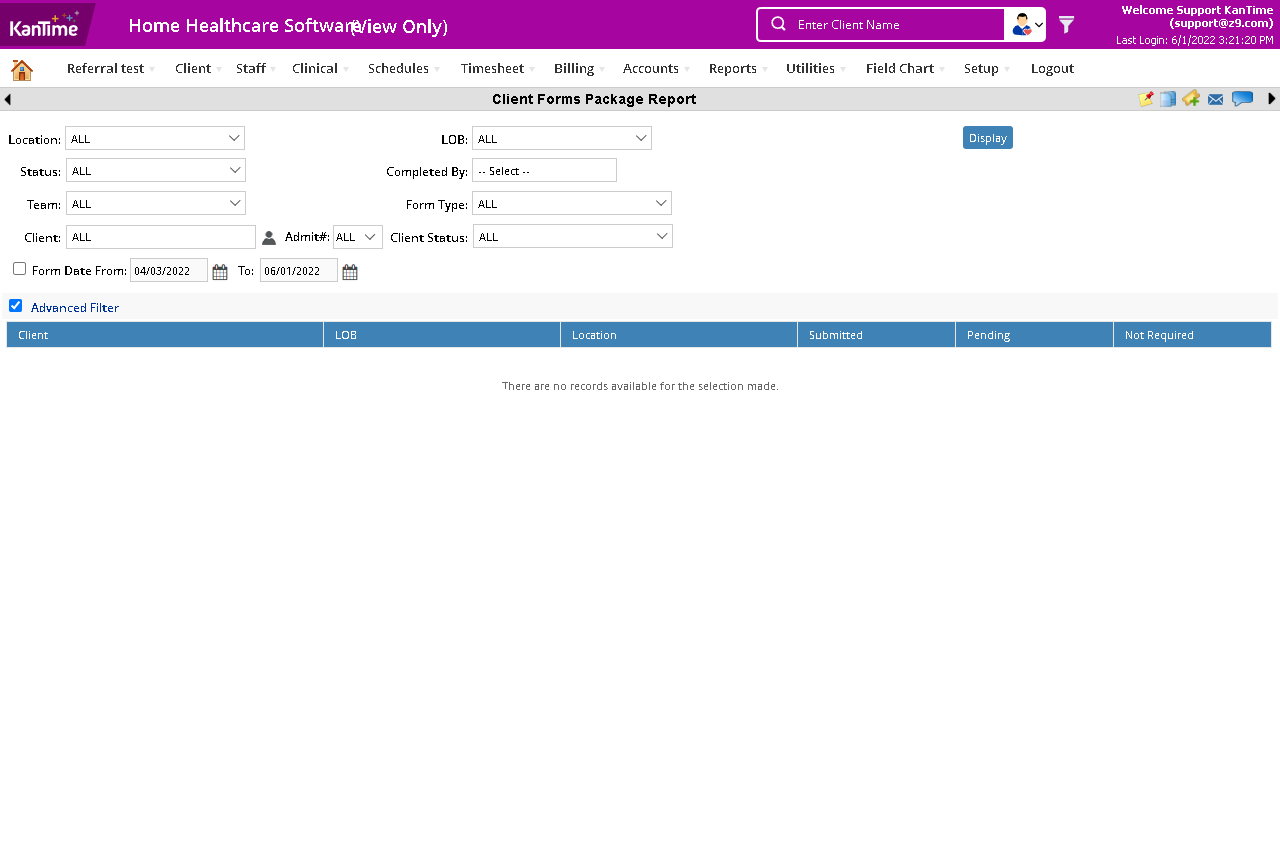 KanTime
Home Healthcare Software (View Only)
Enter Client Name
Welcome Support KanTime
(support@z9.com)
Last Login: 6/1/2022 3:21:20 PM
Referral test Client Staff Clinical Schedules Timesheet Billing Accounts Reports Utilities Field Chart Setup Logout
Client Forms Package Report
Location: ALL LOB: ALL Display
Status: ALL Completed By: -- Select --
Team: ALL Form Type: ALL
Client: ALL Admit#: ALL Client Status: ALL
Form Date From: 04/03/2022 To: 06/01/2022
Advanced Filter
Client LOB Location Submitted Pending Not Required
There are no records available for the selection made.